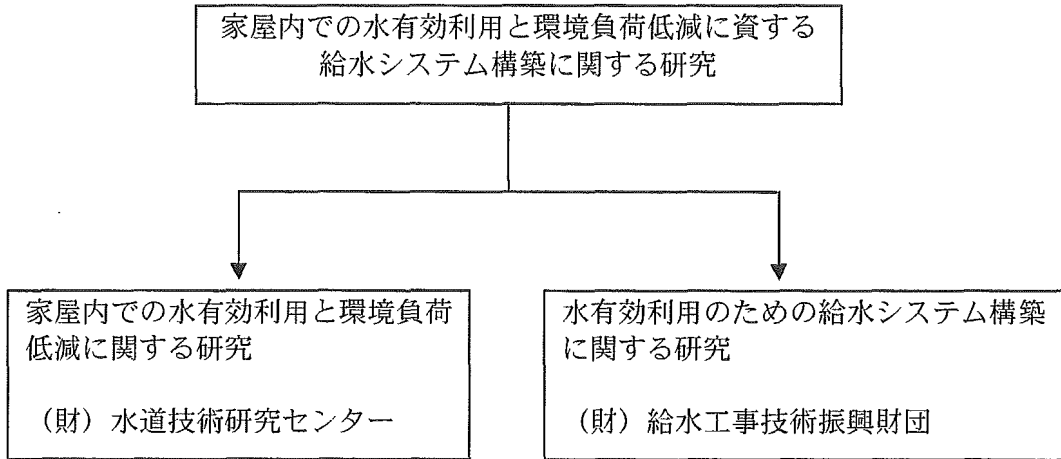 家屋内での水有効利用と環境負荷低減に資する
給水システム構築に関する研究
家屋内での水有効利用と環境負荷
低減に関する研究
（財）水道技術研究センター
水有効利用のための給水システム構築
に関する研究
（財）給水工事技術振興財団